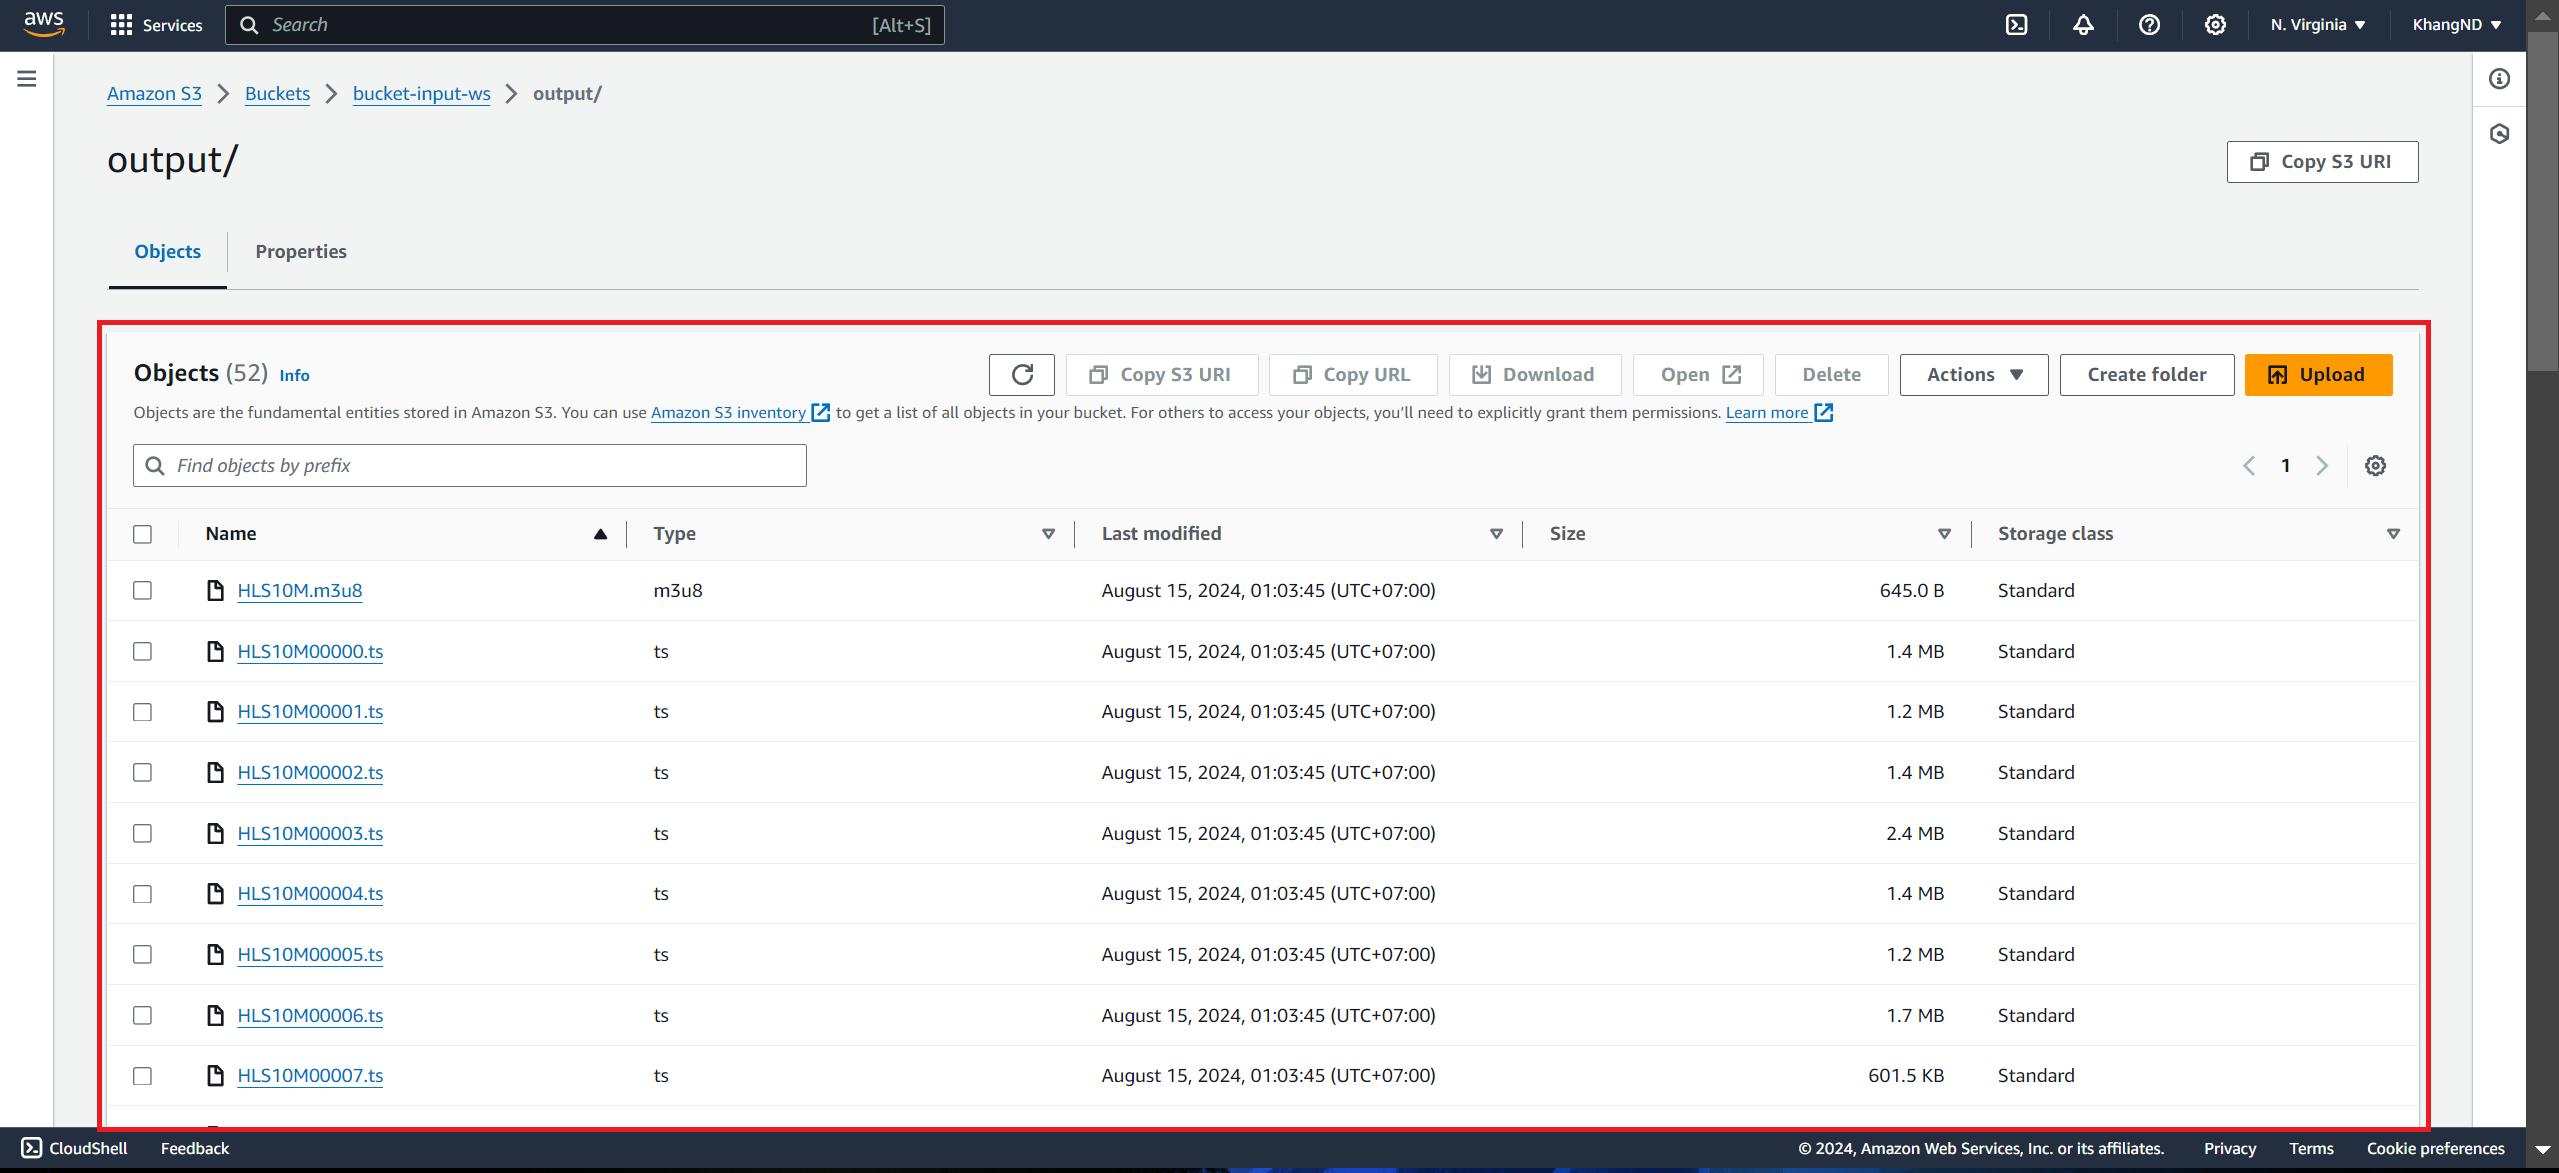 aws Services Search [Alt+S] N. Virginia KhangND
Amazon S3 Buckets bucket-input-ws output/
output/
Copy S3 URI
Objects Properties
Objects (52) Info Copy S3 URI Copy URL Download Open Delete Actions Create folder Upload
Objects are the fundamental entities stored in Amazon S3. You can use Amazon S3 inventory to get a list of all objects in your bucket. For others to access your objects, you'll need to explicitly grant them permissions. Learn more
Find objects by prefix 1
Name Type Last modified Size Storage class
HLS10M.m3u8 m3u8 August 15, 2024, 01:03:45 (UTC+07:00) 645.0 B Standard
HLS10M00000.ts ts August 15, 2024, 01:03:45 (UTC+07:00) 1.4 MB Standard
HLS10M00001.ts ts August 15, 2024, 01:03:45 (UTC+07:00) 1.2 MB Standard
HLS10M00002.ts ts August 15, 2024, 01:03:45 (UTC+07:00) 1.4 MB Standard
HLS10M00003.ts ts August 15, 2024, 01:03:45 (UTC+07:00) 2.4 MB Standard
HLS10M00004.ts ts August 15, 2024, 01:03:45 (UTC+07:00) 1.4 MB Standard
HLS10M00005.ts ts August 15, 2024, 01:03:45 (UTC+07:00) 1.2 MB Standard
HLS10M00006.ts ts August 15, 2024, 01:03:45 (UTC+07:00) 1.7 MB Standard
HLS10M00007.ts ts August 15, 2024, 01:03:45 (UTC+07:00) 601.5 KB Standard
CloudShell Feedback © 2024, Amazon Web Services, Inc. or its affiliates. Privacy Terms Cookie preferences